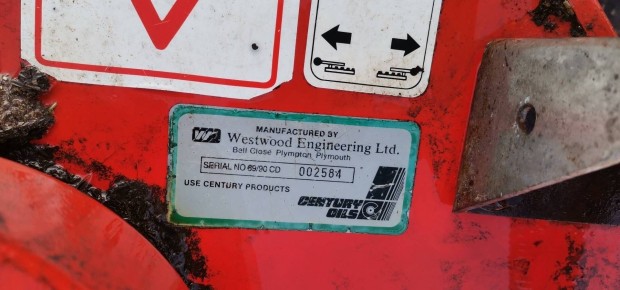 MANUFACTURED BY
W Westwood Engineering Ltd.
Bell Close Plympton, Plymouth
SERIAL NO 89/90 CD 002584
USE CENTURY PRODUCTS
CENTURY
OILS